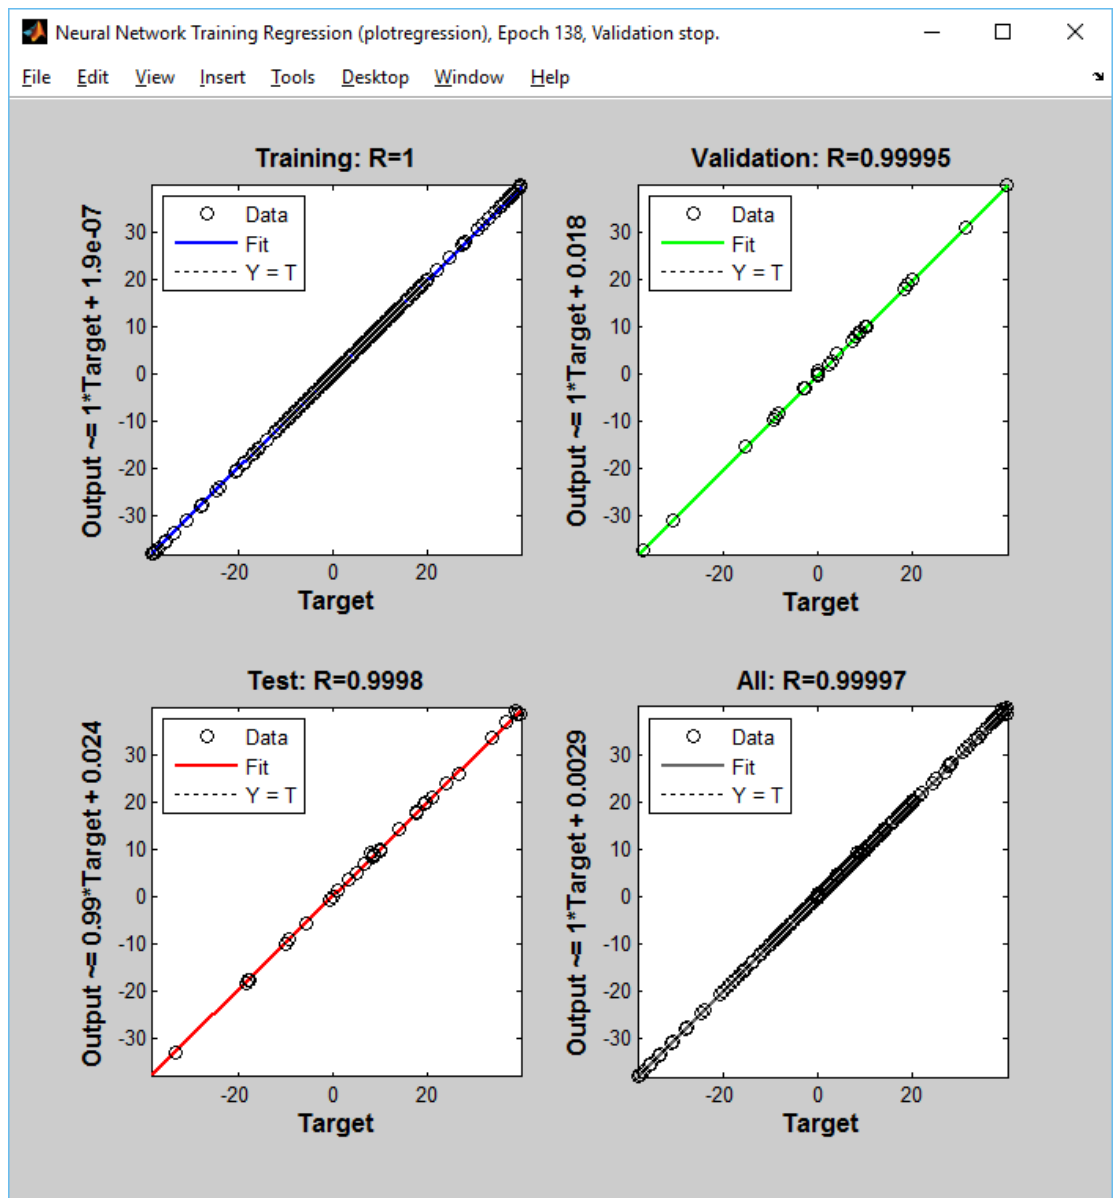 Neural Network Training Regression (plotregression), Epoch 138, Validation stop.
File Edit View Insert Tools Desktop Window Help
Training: R=1
Output ~= 1*Target + 1.9e-07
Data
Fit
Y = T
30
20
10
0
-10
-20
-30
-20 0 20
Target
Validation: R=0.99995
Output ~= 1*Target + 0.018
Data
Fit
Y = T
30
20
10
0
-10
-20
-30
-20 0 20
Target
Test: R=0.9998
Output ~= 0.99*Target + 0.024
Data
Fit
Y = T
30
20
10
0
-10
-20
-30
-20 0 20
Target
All: R=0.99997
Output ~= 1*Target + 0.0029
Data
Fit
Y = T
30
20
10
0
-10
-20
-30
-20 0 20
Target